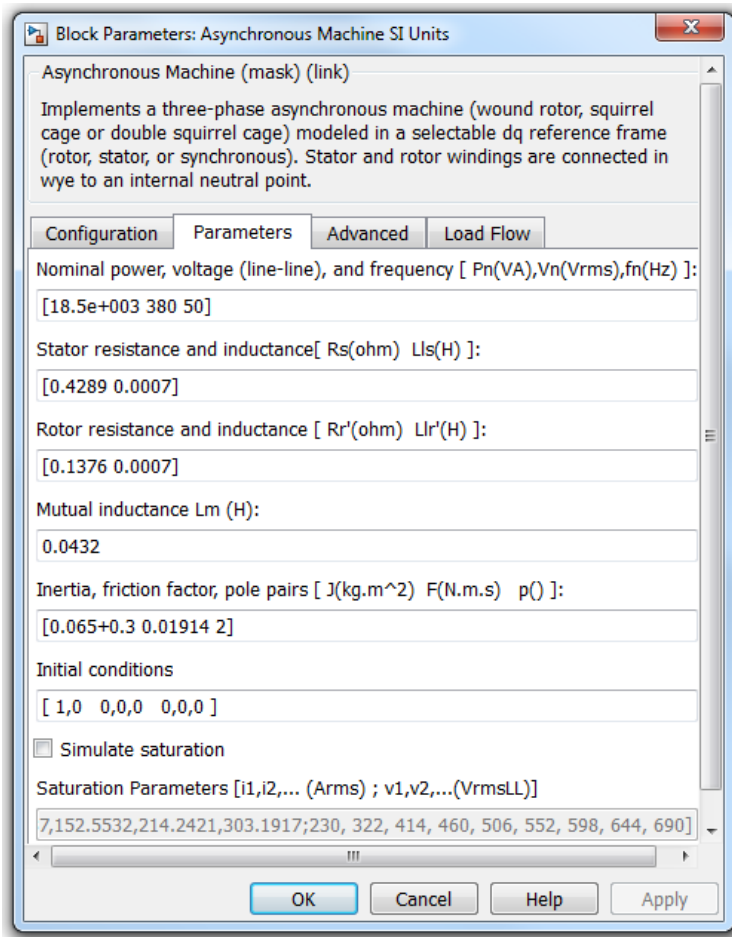 Block Parameters: Asynchronous Machine SI Units
Asynchronous Machine (mask) (link)
Implements a three-phase asynchronous machine (wound rotor, squirrel
cage or double squirrel cage) modeled in a selectable dq reference frame
(rotor, stator, or synchronous). Stator and rotor windings are connected in
wye to an internal neutral point.
Configuration Parameters Advanced Load Flow
Nominal power, voltage (line-line), and frequency [ Pn(VA),Vn(Vrms),fn(Hz) ]:
[18.5e+003 380 50]
Stator resistance and inductance[ Rs(ohm) Lls(H) ]:
[0.4289 0.0007]
Rotor resistance and inductance [ Rr'(ohm) Llr'(H) ]:
[0.1376 0.0007]
Mutual inductance Lm (H):
0.0432
Inertia, friction factor, pole pairs [ J(kg.m^2) F(N.m.s) p() ]:
[0.065+0.3 0.01914 2]
Initial conditions
[ 1,0 0,0,0 0,0,0 ]
Simulate saturation
Saturation Parameters [i1,i2,... (Arms) ; v1,v2,...(VrmsLL)]
7,152.5532,214.2421,303.1917;230, 322, 414, 460, 506, 552, 598, 644, 690]
OK Cancel Help Apply